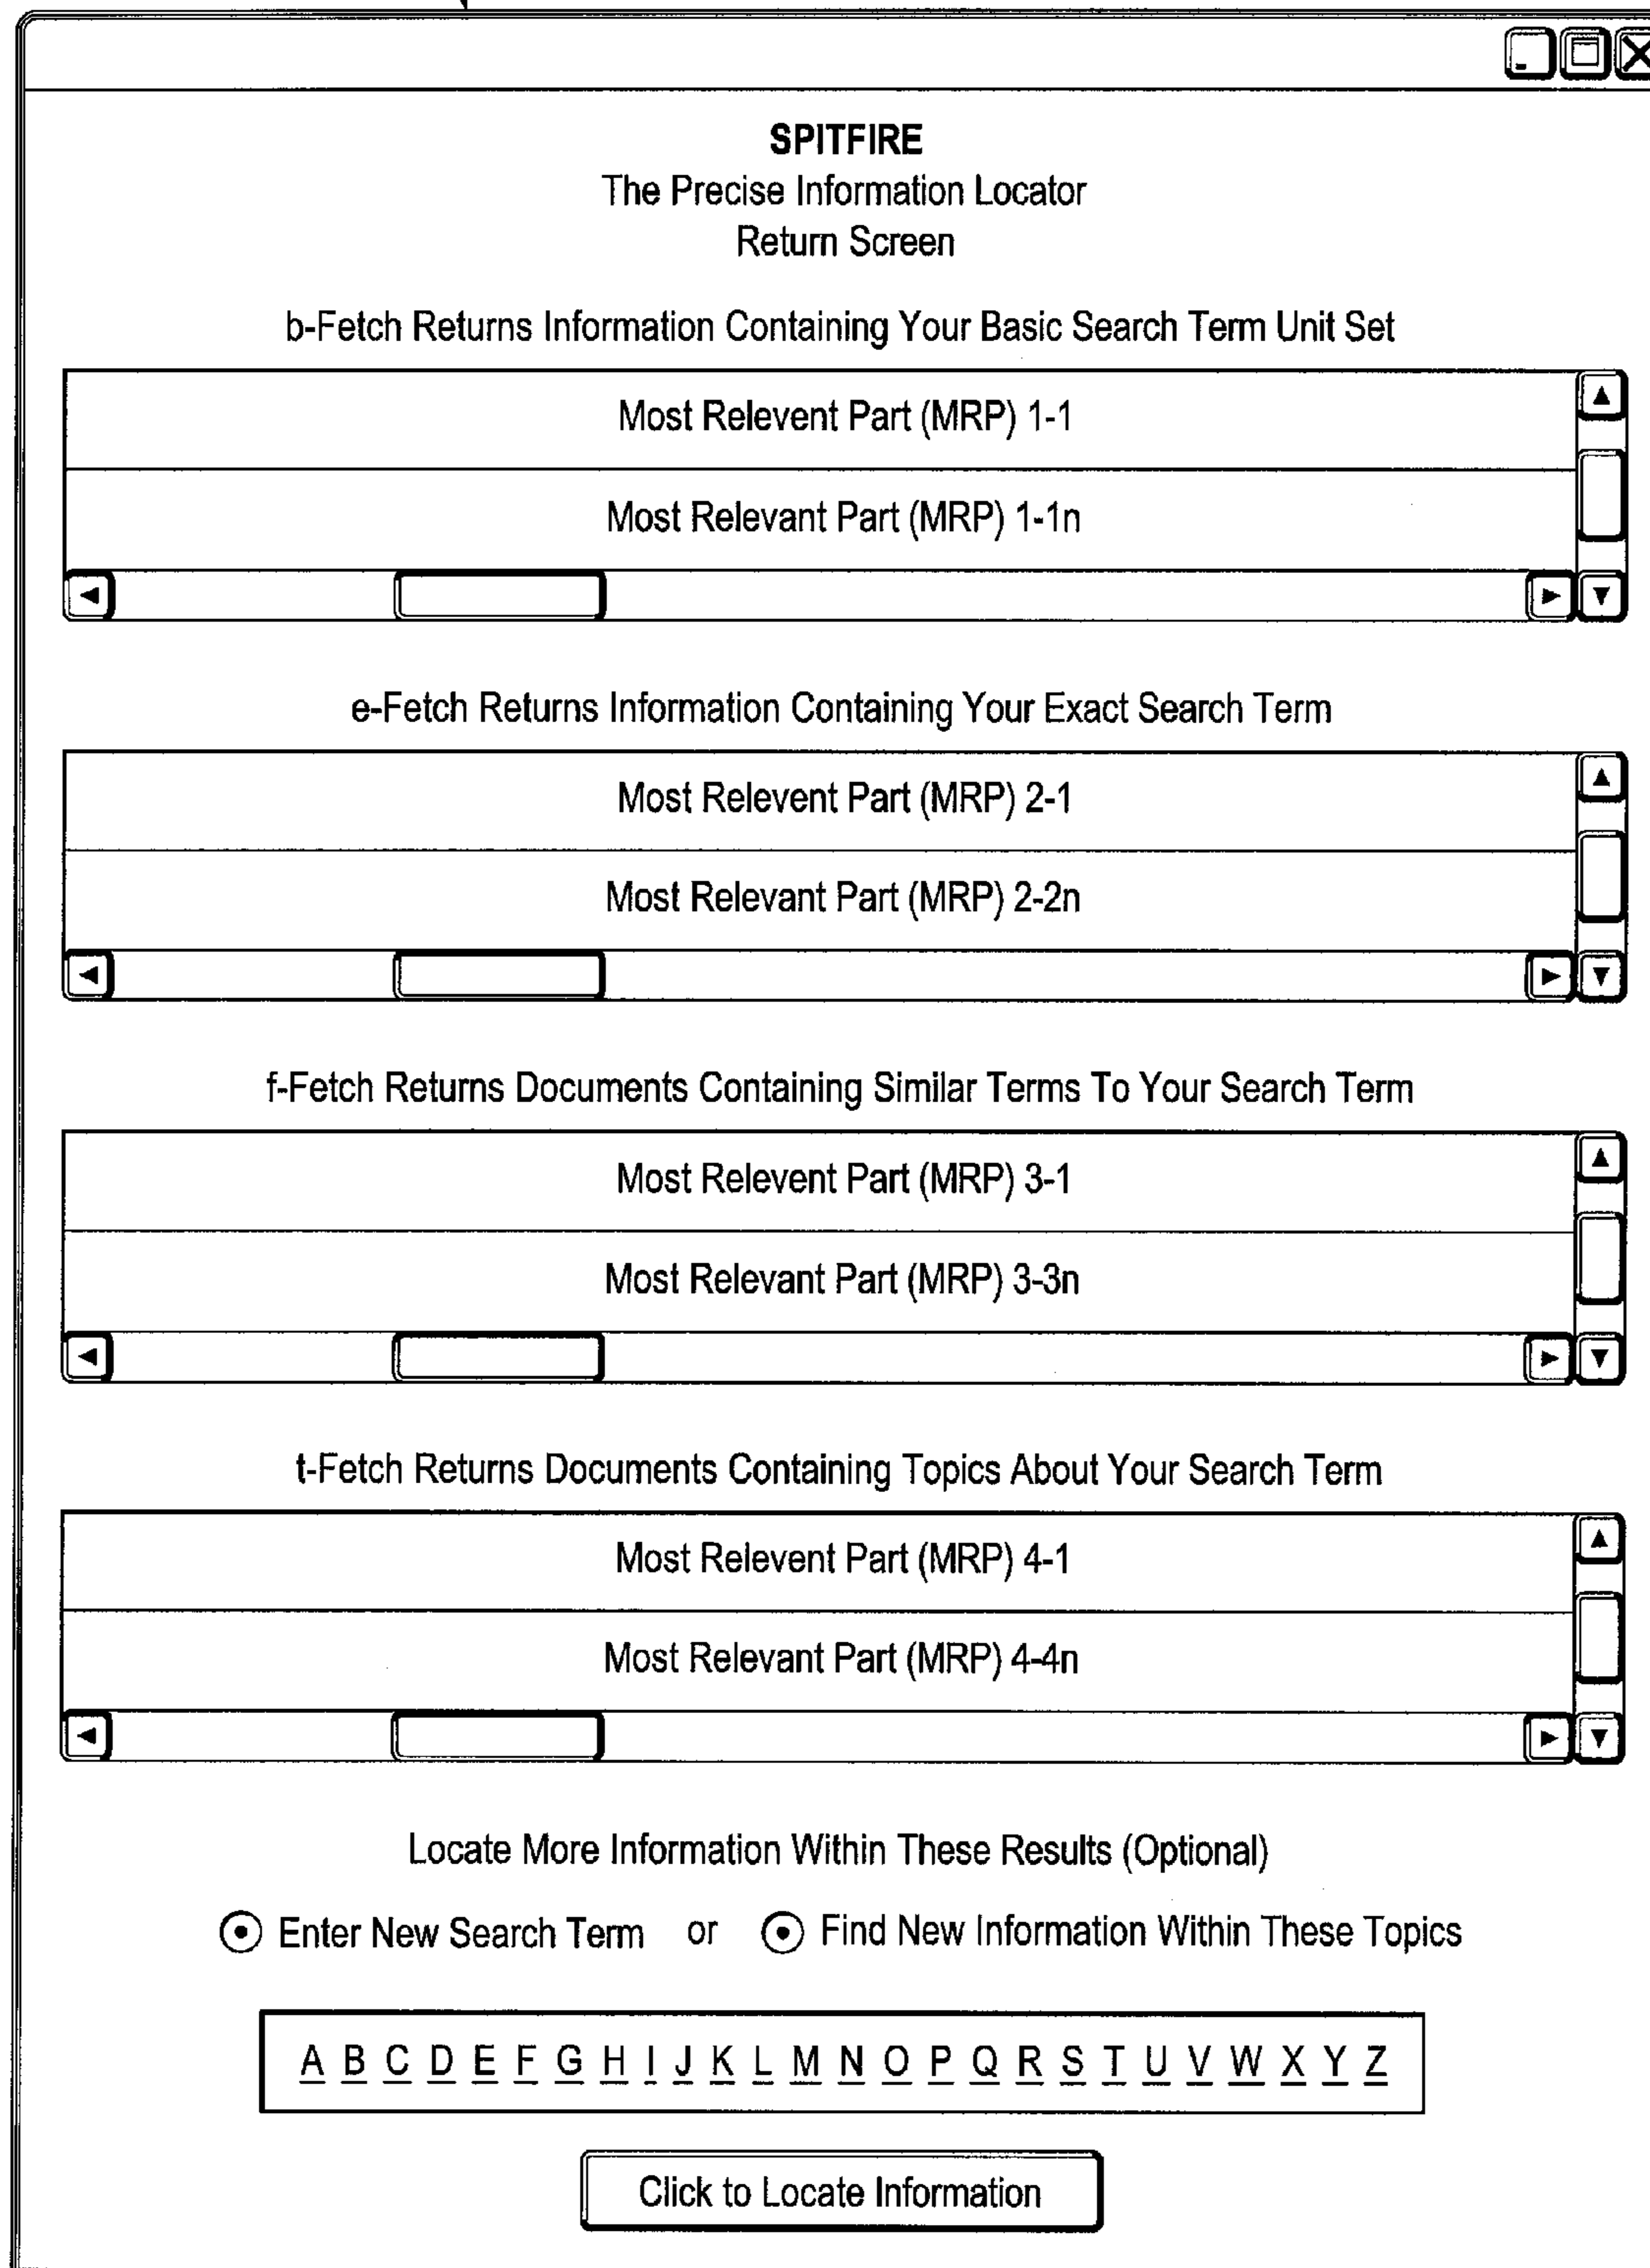 SPITFIRE
The Precise Information Locator
Return Screen
b-Fetch Returns Information Containing Your Basic Search Term Unit Set
Most Relevent Part (MRP) 1-1
Most Relevant Part (MRP) 1-1n
e-Fetch Returns Information Containing Your Exact Search Term
Most Relevent Part (MRP) 2-1
Most Relevant Part (MRP) 2-2n
f-Fetch Returns Documents Containing Similar Terms To Your Search Term
Most Relevent Part (MRP) 3-1
Most Relevant Part (MRP) 3-3n
t-Fetch Returns Documents Containing Topics About Your Search Term
Most Relevent Part (MRP) 4-1
Most Relevant Part (MRP) 4-4n
Locate More Information Within These Results (Optional)
Enter New Search Term or Find New Information Within These Topics
A B C D E F G H I J K L M N O P Q R S T U V W X Y Z
Click to Locate Information